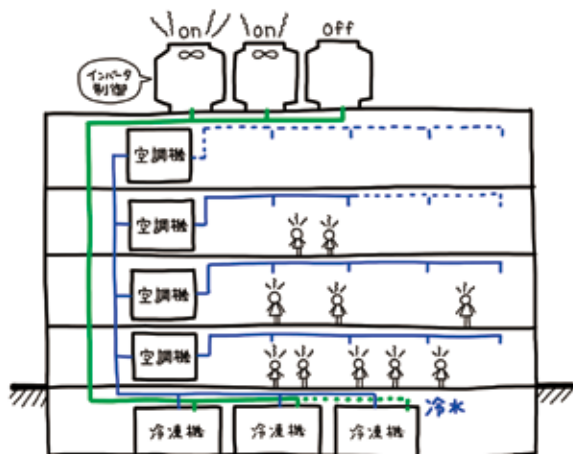 on
on
off
インバータ
制御
空調機
空調機
空調機
空調機
冷水
冷凍機
冷凍機
冷凍機